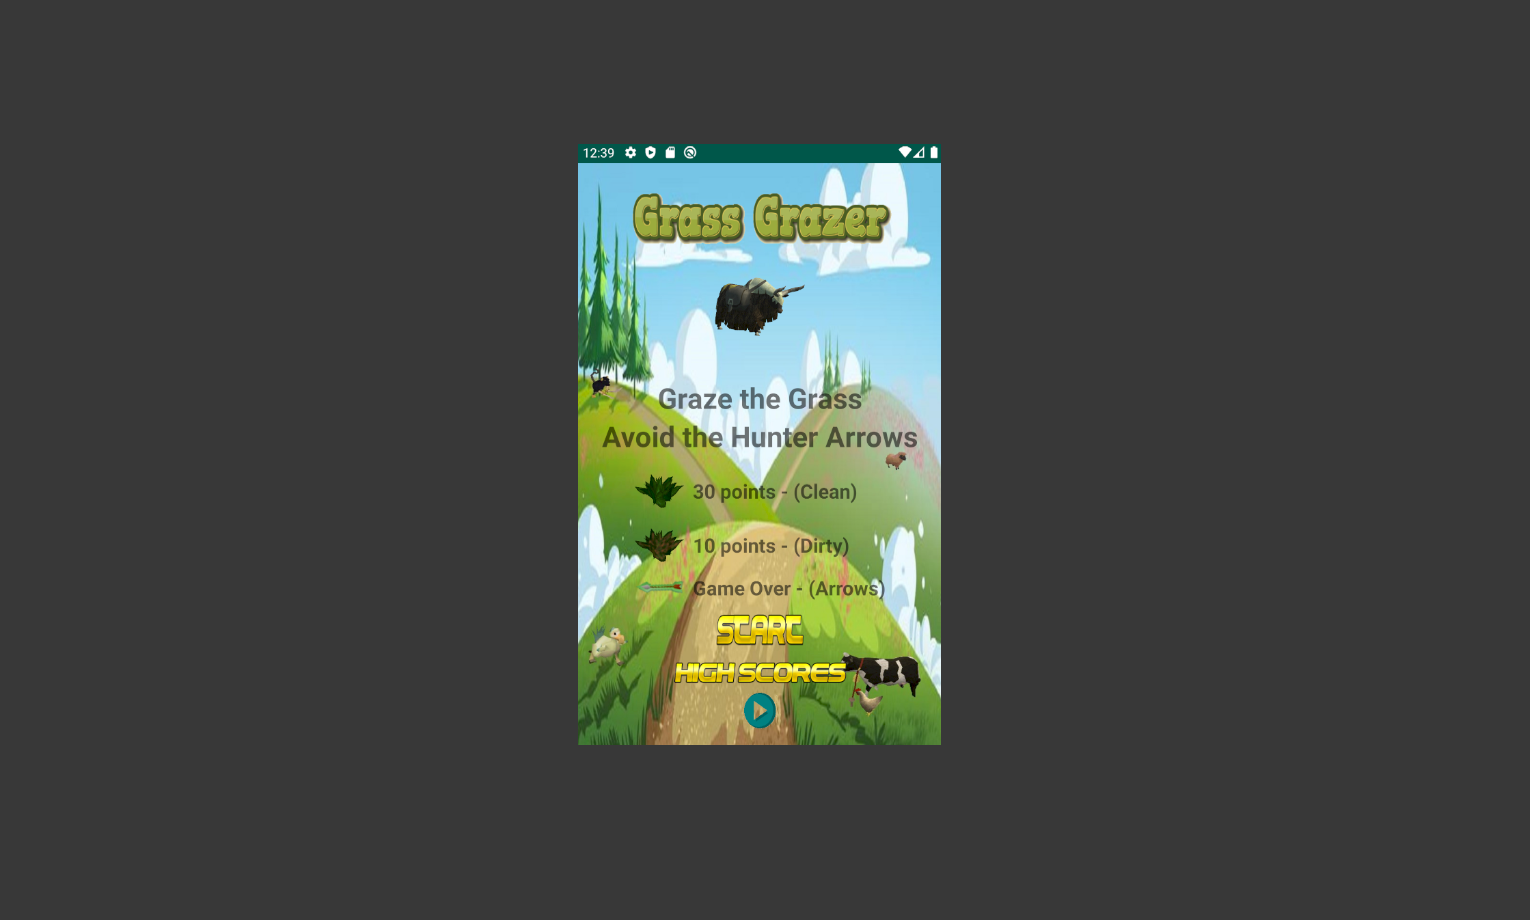 12:39
Grass Grazer
Graze the Grass
Avoid the Hunter Arrows
30 points - (Clean)
10 points - (Dirty)
Game Over - (Arrows)
START
HIGH SCORES